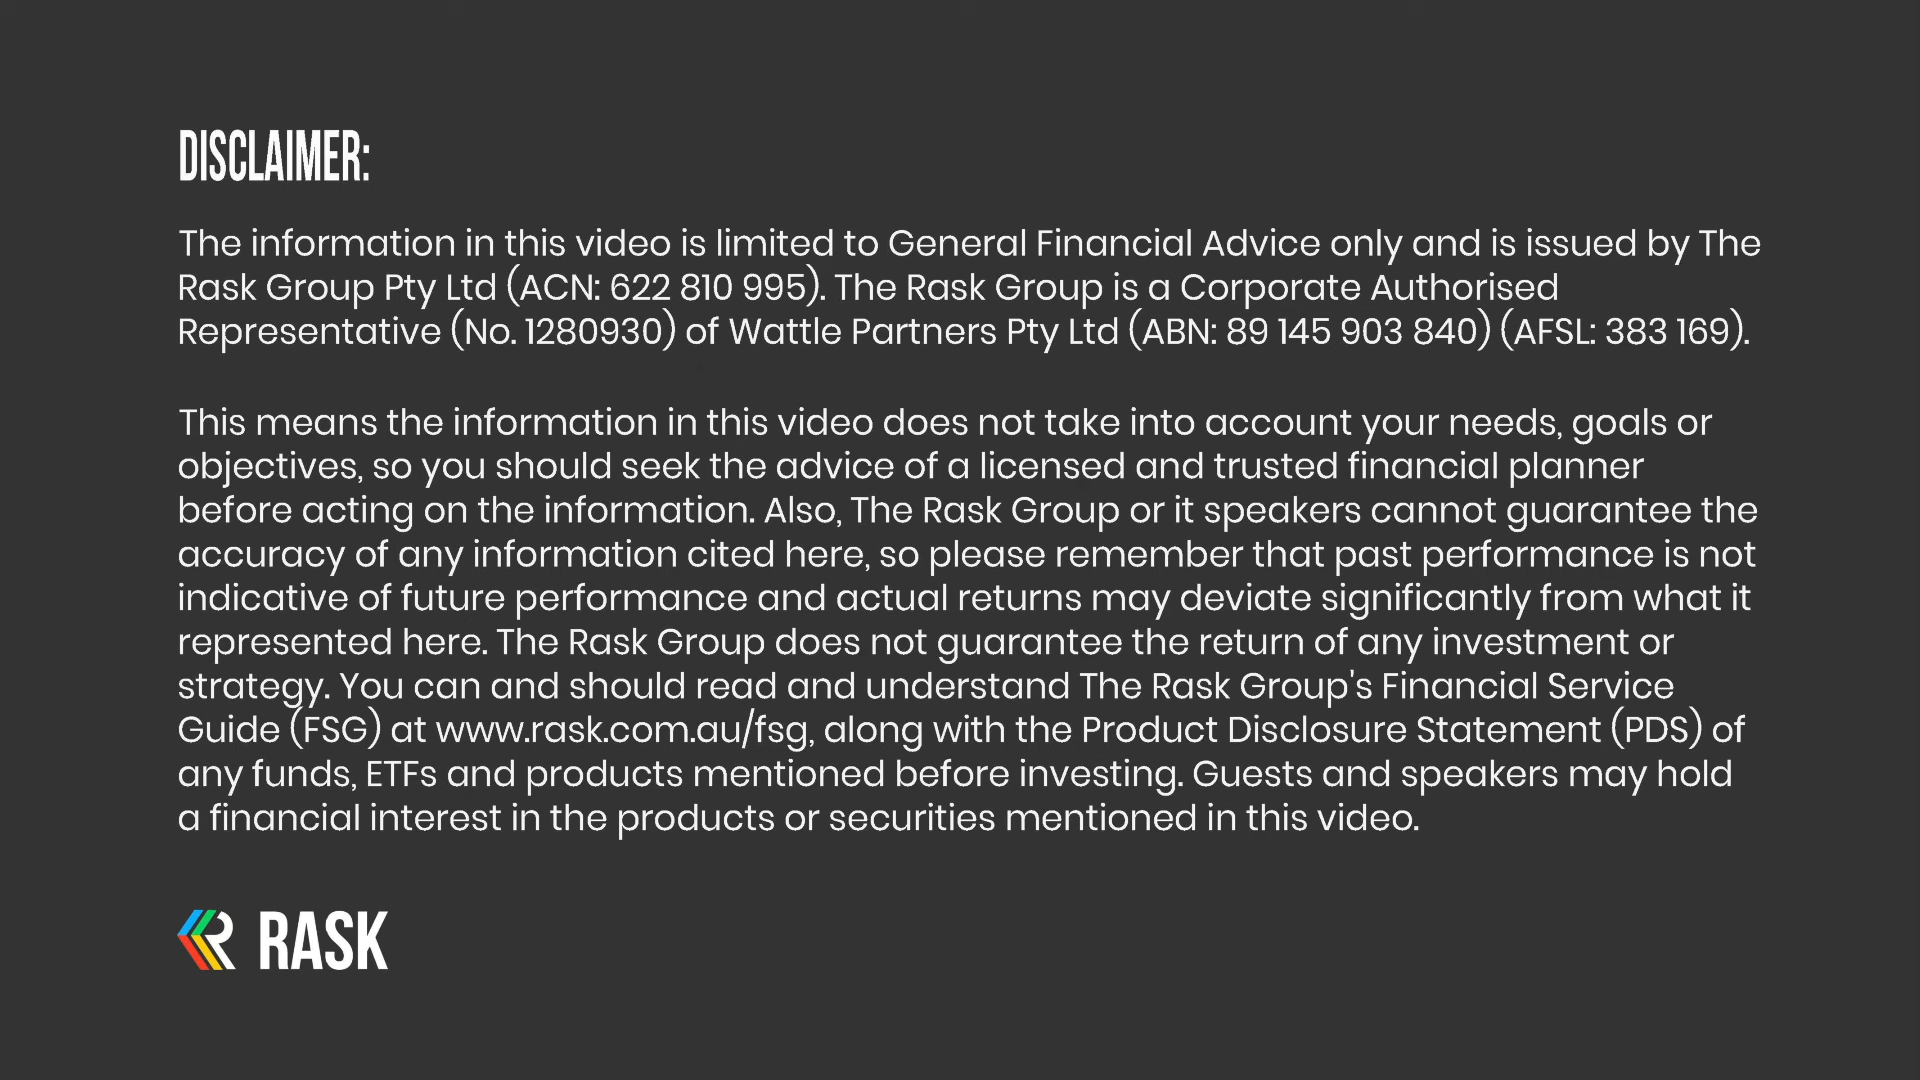 DISCLAIMER:
The information in this video is limited to General Financial Advice only and is issued by The
Rask Group Pty Ltd (ACN: 622 810 995). The Rask Group is a Corporate Authorised
Representative (No. 1280930) of Wattle Partners Pty Ltd (ABN: 89 145 903 840) (AFSL: 383 169).
This means the information in this video does not take into account your needs, goals or
objectives, so you should seek the advice of a licensed and trusted financial planner
before acting on the information. Also, The Rask Group or it speakers cannot guarantee the
accuracy of any information cited here, so please remember that past performance is not
indicative of future performance and actual returns may deviate significantly from what it
represented here. The Rask Group does not guarantee the return of any investment or
strategy. You can and should read and understand The Rask Group's Financial Service
Guide (FSG) at www.rask.com.au/fsg, along with the Product Disclosure Statement (PDS) of
any funds, ETFs and products mentioned before investing. Guests and speakers may hold
a financial interest in the products or securities mentioned in this video.
RASK